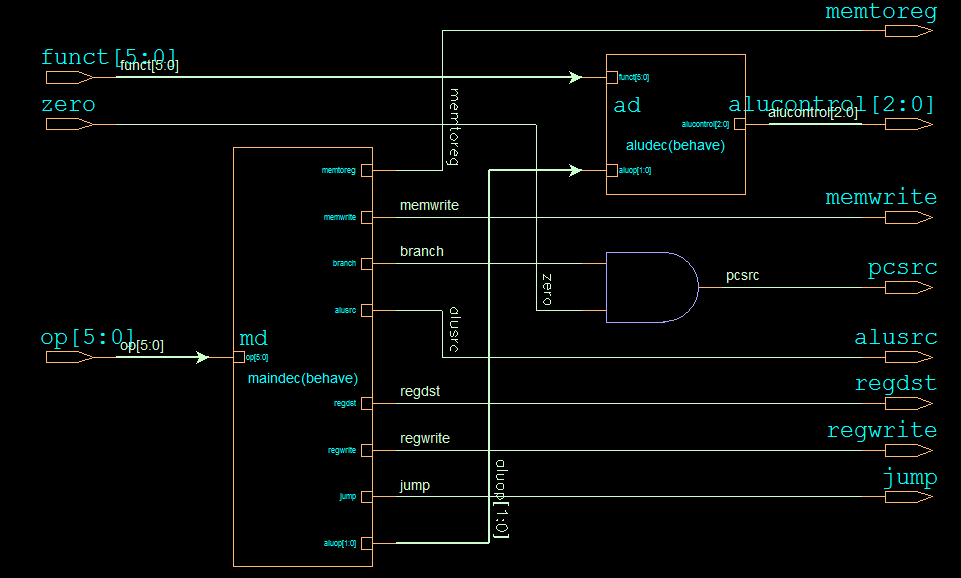 memtoreg
funct[5:0]
funct[5:0]
funct[5:0]
zero
memtoreg
ad
alucontrol[2:0]
alucontrol[2:0]
alucontrol[2:0]
aludec(behave)
memtoreg
aluop[1:0]
memwrite
memwrite
memwrite
branch
branch
zero
pcsrc
pcsrc
alusrc
alusrc
alusrc
op[5:0]
op[5:0]
md
op[5:0]
maindec(behave)
regdst
regdst
regdst
regwrite
regwrite
regwrite
jump
jump
jump
aluop[1:0]
aluop[1:0]